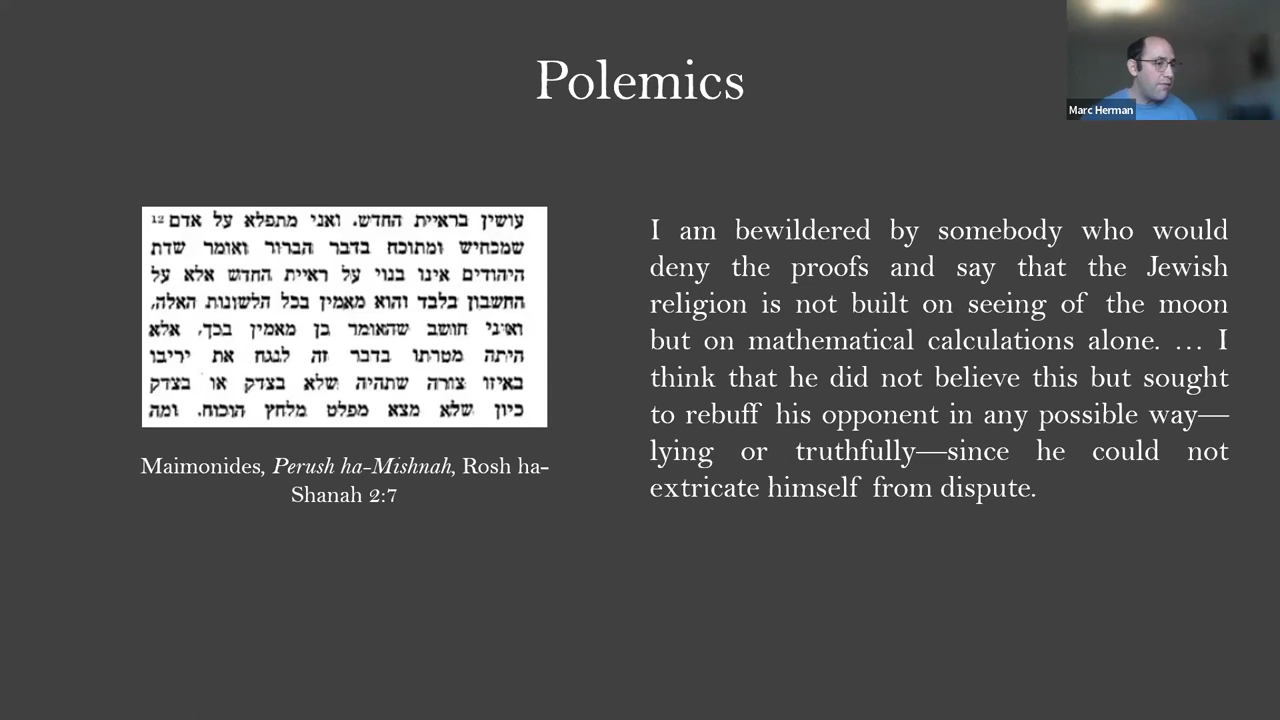 Polemics
Marc Herman
עושין בראיית החדש. ואני מתפלא על אדם 12
שמכחיש ומתוכח בדבר הברור ואומר שדת
היהודים אינו בנוי על ראיית החדש אלא על
החשבון בלבד והוא מאמין בכל הלשונות האלה,
ואיני חושב שהאומר כן מאמין בכך, אלא
היתה מטרתו בדבר זה לנגח את יריבו
באיזו צורה שתהיה שלא בצדק או בצדק
כיון שלא מצא מפלט מלחץ הוכוח. ומה
Maimonides, Perush ha-Mishnah, Rosh ha-
Shanah 2:7
I am bewildered by somebody who would
deny the proofs and say that the Jewish
religion is not built on seeing of the moon
but on mathematical calculations alone. … I
think that he did not believe this but sought
to rebuff his opponent in any possible way—
lying or truthfully—since he could not
extricate himself from dispute.